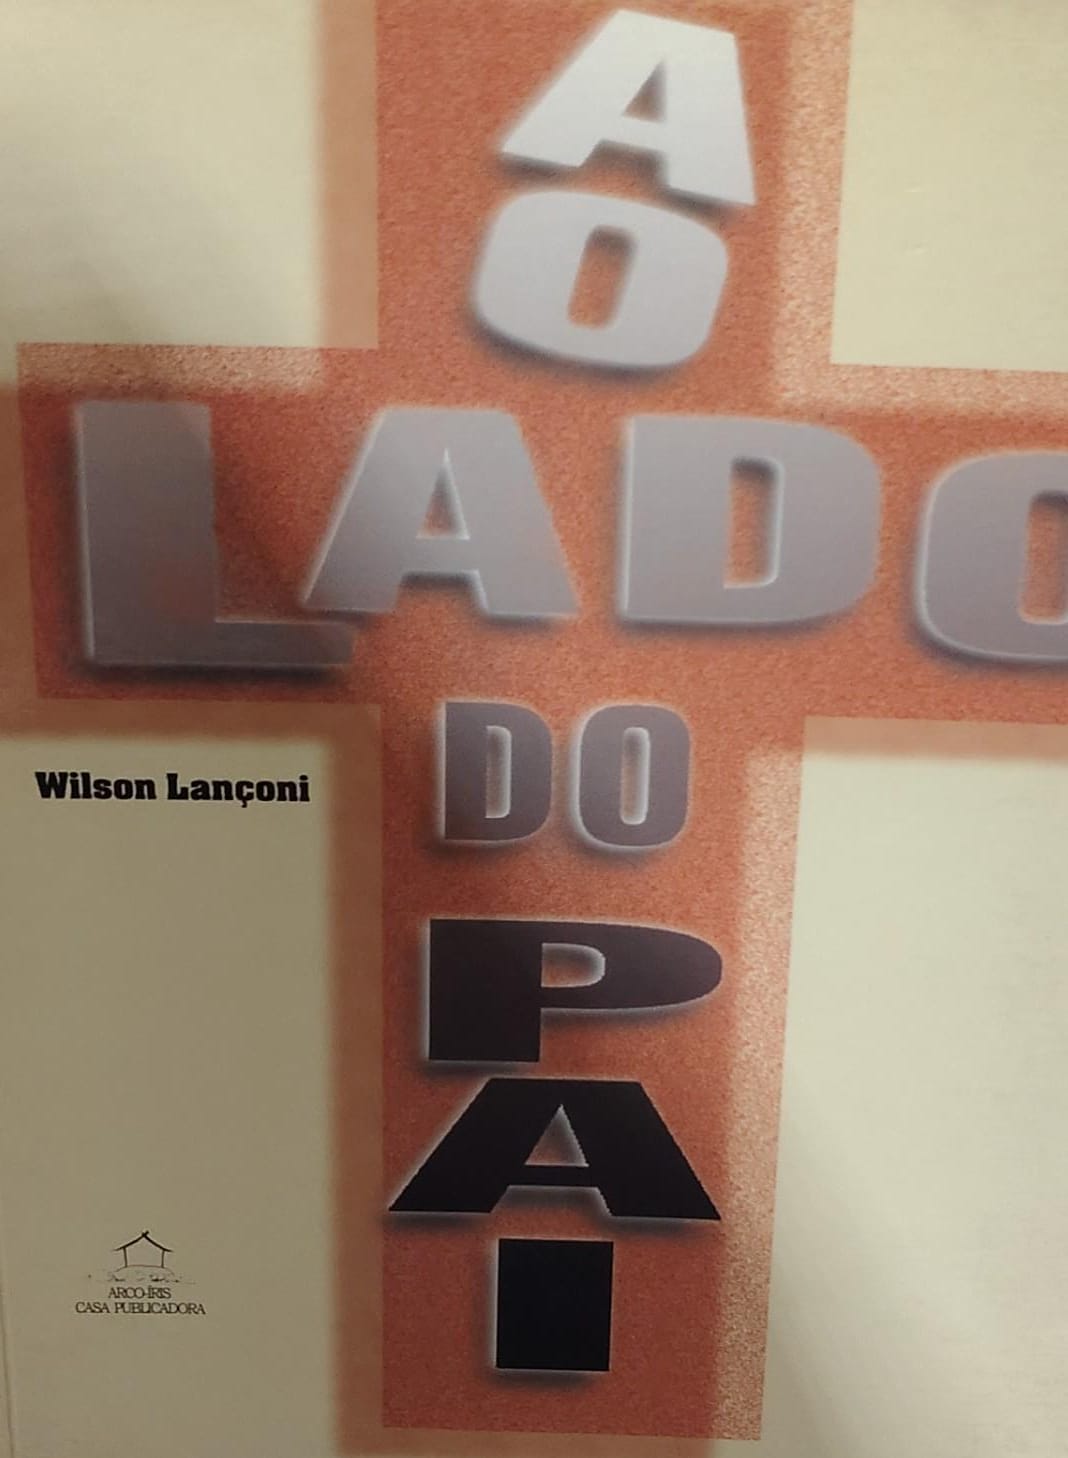 AO
LADO
DO
PAI
Wilson Lançoni
ARCO-ÍRIS
CASA PUBLICADORA